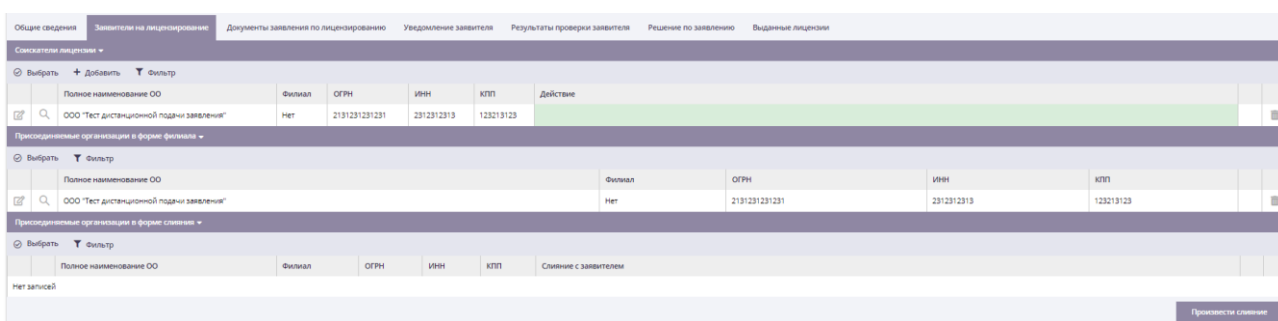 Общие сведения Заявители на лицензирование Документы заявления по лицензированию Уведомление заявителя Результаты проверки заявителя Решение по заявлению Выданные лицензии
Соискатели лицензии
Выбрать + Добавить Фильтр
Полное наименование ОО Филиал ОГРН ИНН КПП Действие
ООО "Тест дистанционной подачи заявления" Нет 2131231231231 2312312313 123213123
Присоединяемые организации в форме филиала
Выбрать Фильтр
Полное наименование ОО Филиал ОГРН ИНН КПП
ООО "Тест дистанционной подачи заявления" Нет 2131231231231 2312312313 123213123
Присоединяемые организации в форме слияния
Выбрать Фильтр
Полное наименование ОО Филиал ОГРН ИНН КПП Слияние с заявителем
Нет записей
Произвести слияние